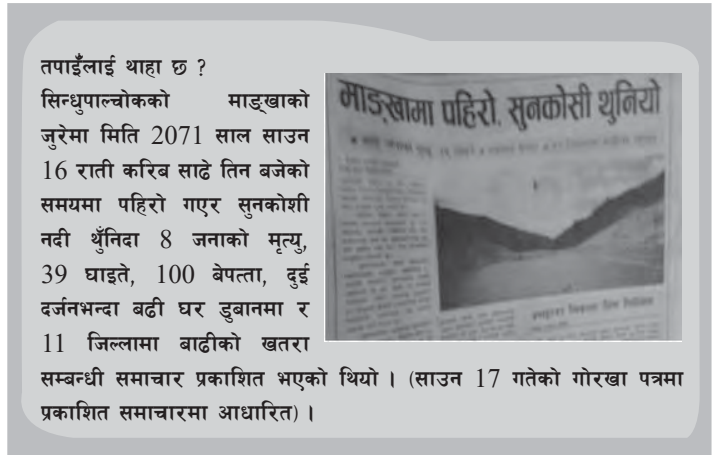 तपाइँलाई थाहा छ ?
सिन्धुपाल्चोकको माङ्खाको
जुरेमा मिति 2071 साल साउन
16 राती करिब साढे तिन बजेको
समयमा पहिरो गएर सुनकोशी
नदी थुँनिदा 8 जनाको मृत्यु,
39 घाइते, 100 बेपत्ता, दुई
दर्जनभन्दा बढी घर डुबानमा र
11 जिल्लामा बाढीको खतरा
सम्बन्धी समाचार प्रकाशित भएको थियो । (साउन 17 गतेको गोरखा पत्रमा
प्रकाशित समाचारमा आधारित) ।
माङ्खामा पहिरो, सुनकोसी थुनियो